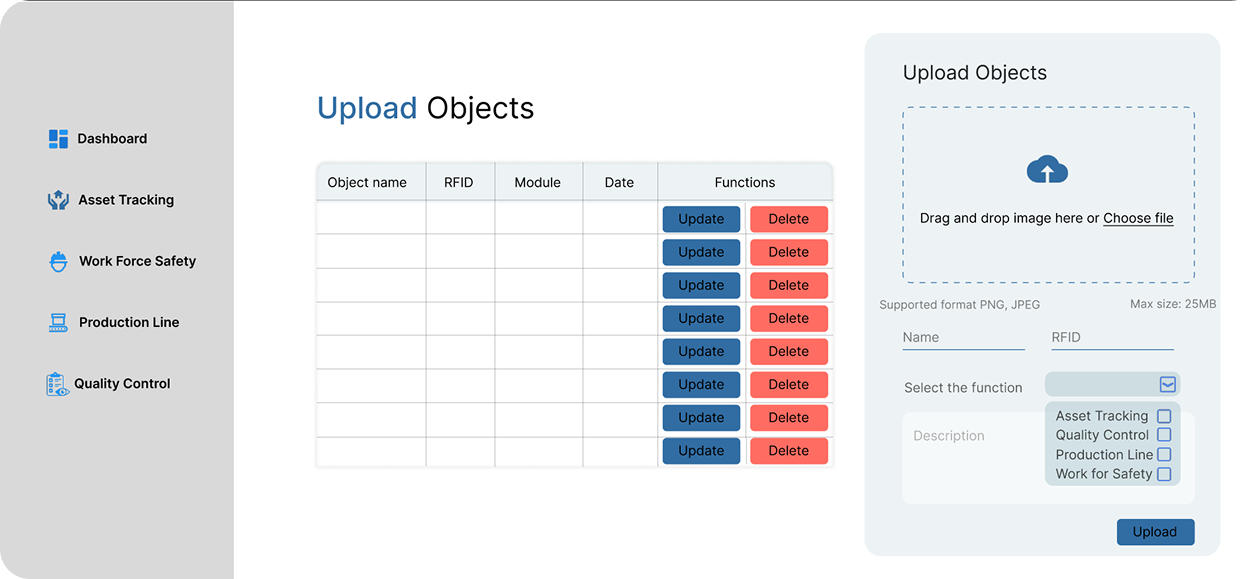 Dashboard
Asset Tracking
Work Force Safety
Production Line
Quality Control
Upload Objects
Object name RFID Module Date Functions
Update Delete
Update Delete
Update Delete
Update Delete
Update Delete
Update Delete
Update Delete
Update Delete
Upload Objects
Drag and drop image here or Choose file
Supported format PNG, JPEG Max size: 25MB
Name RFID
Select the function
Asset Tracking
Quality Control
Production Line
Work for Safety
Description
Upload